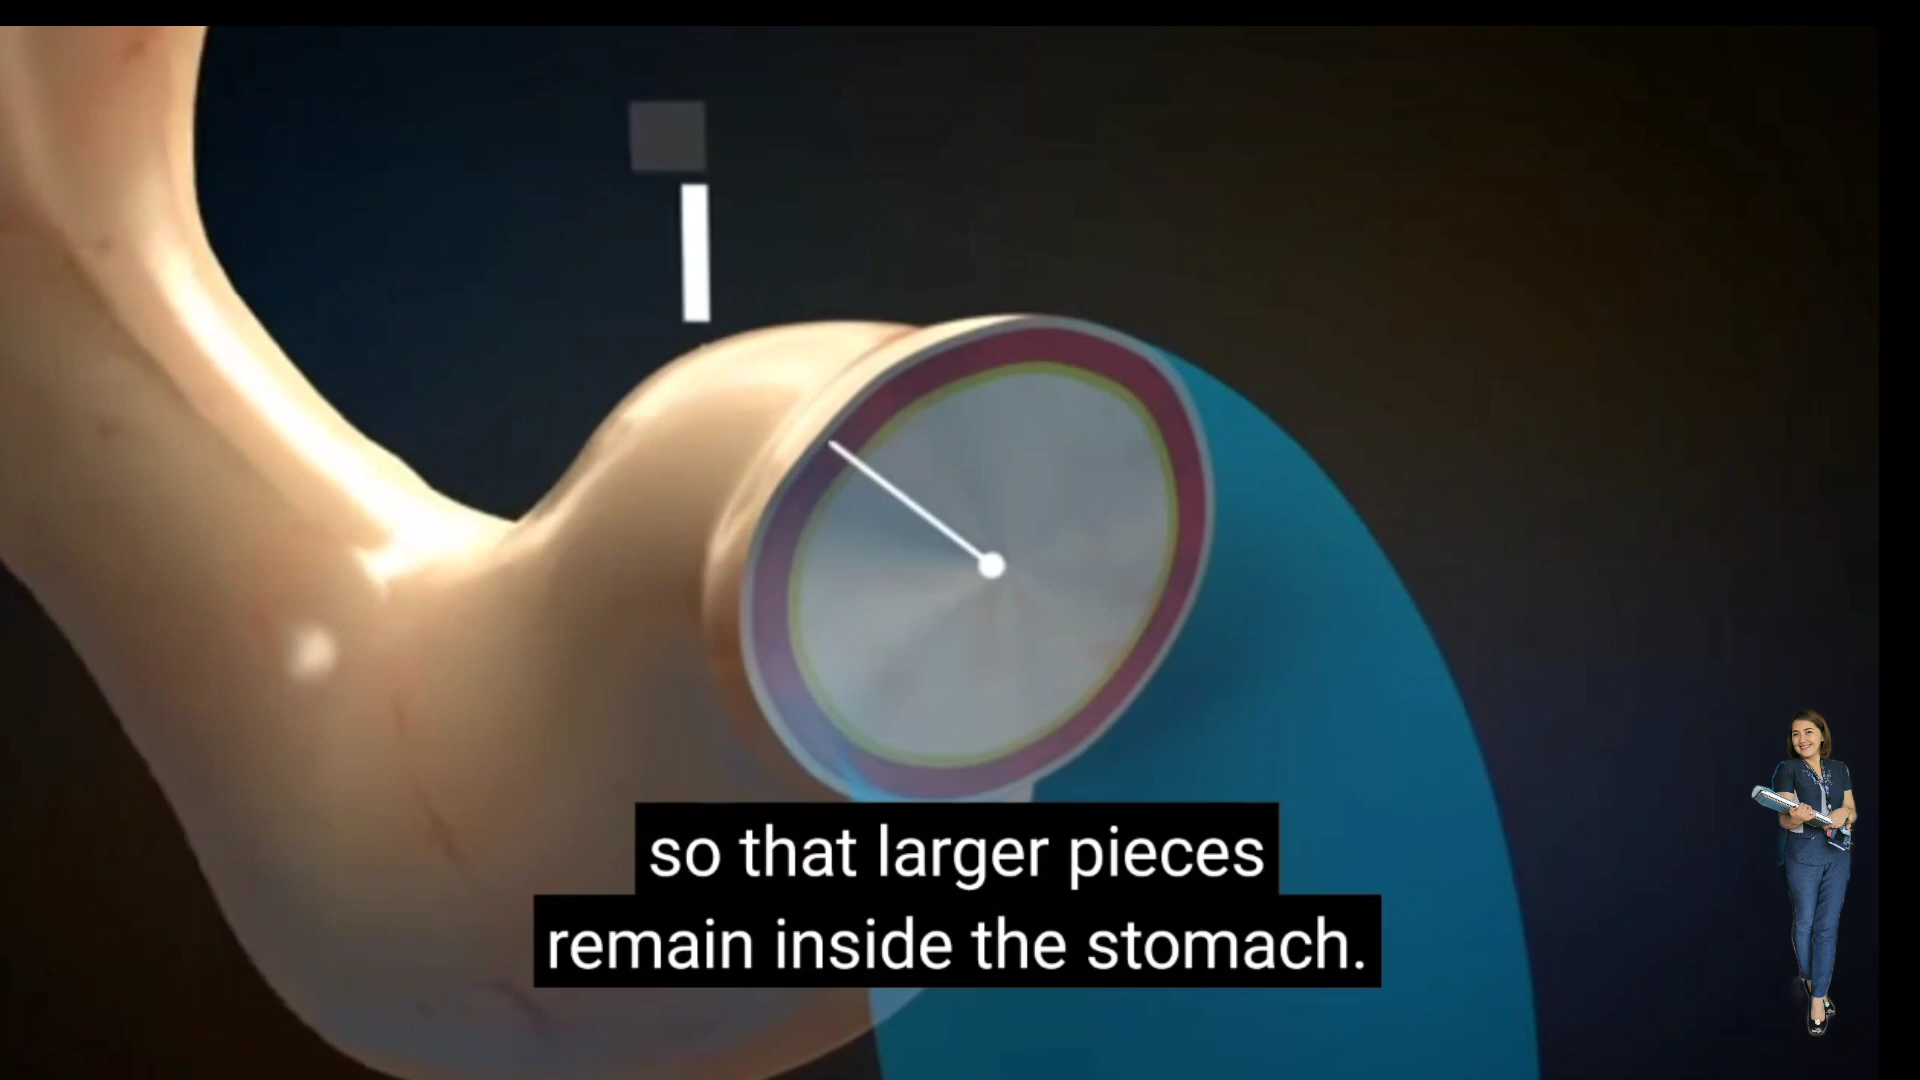 so that larger pieces
remain inside the stomach.